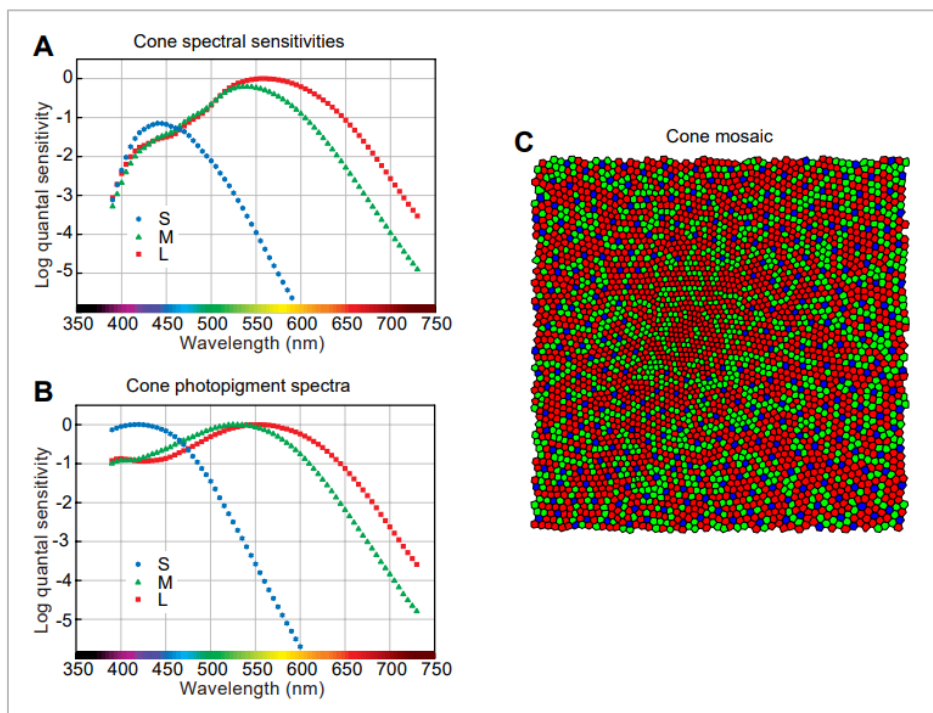 A
Cone spectral sensitivities
Log quantal sensitivity
0
-1
-2
-3
-4
-5
S
M
L
350 400 450 500 550 600 650 700 750
Wavelength (nm)
B
Cone photopigment spectra
Log quantal sensitivity
0
-1
-2
-3
-4
-5
S
M
L
350 400 450 500 550 600 650 700 750
Wavelength (nm)
C
Cone mosaic